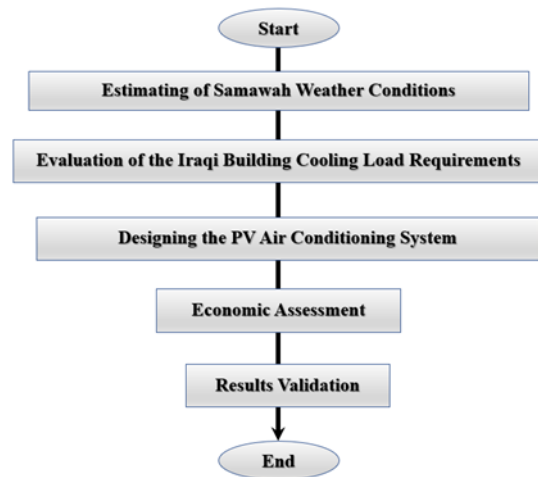 Start
Estimating of Samawah Weather Conditions
Evaluation of the Iraqi Building Cooling Load Requirements
Designing the PV Air Conditioning System
Economic Assessment
Results Validation
End